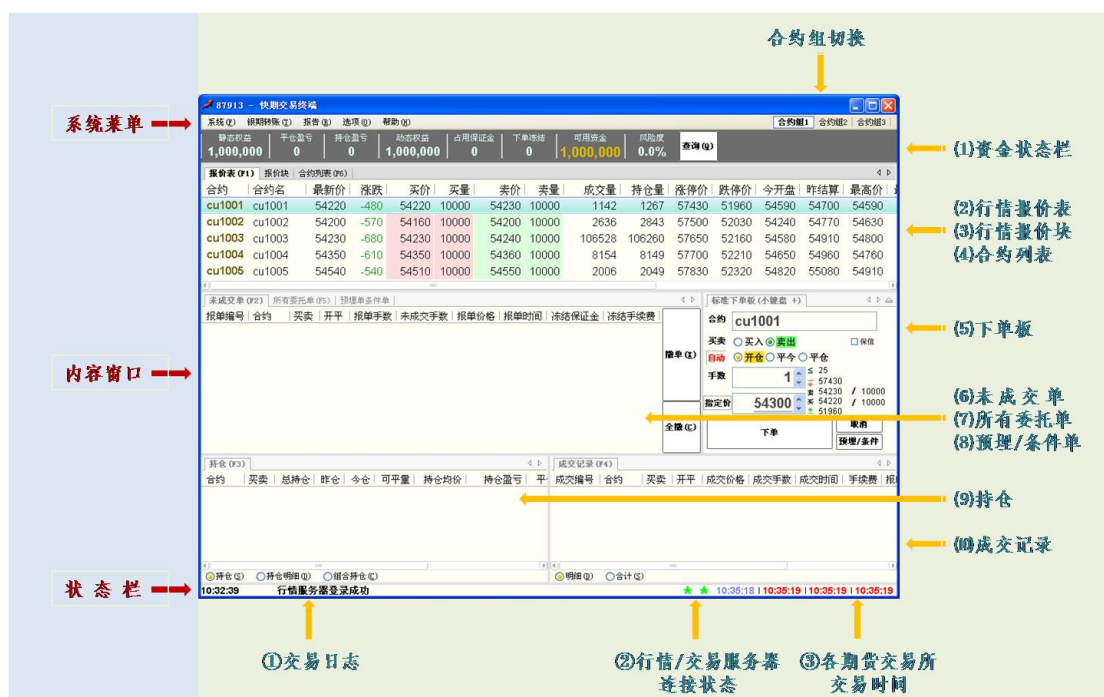 合约组切换
系统菜单
87913 - 快期交易终端
系统(F) 银期转账(T) 报告(R) 选项(O) 帮助(H) 合约组1 合约组2 合约组3
静态权益 平仓盈亏 持仓盈亏 动态权益 占用保证金 下单冻结 可用资金 风险度 查询(Q)
1,000,000 0 0 1,000,000 0 0 1,000,000 0.0%
(1)资金状态栏
报价表(F1) 报价块 合约列表(F6)
合约 合约名 最新价 涨跌 买价 买量 卖价 卖量 成交量 持仓量 涨停价 跌停价 今开盘 昨结算 最高价
cu1001 cu1001 54220 -480 54220 10000 54230 10000 1142 1267 57430 51960 54590 54700 54590
cu1002 cu1002 54200 -570 54160 10000 54200 10000 2636 2843 57500 52030 54240 54770 54630
cu1003 cu1003 54230 -680 54230 10000 54240 10000 106528 106260 57650 52160 54580 54910 54800
cu1004 cu1004 54350 -610 54350 10000 54360 10000 8154 8149 57700 52210 54650 54960 54760
cu1005 cu1005 54540 -540 54510 10000 54550 10000 2006 2049 57830 52320 54820 55080 54910
(2)行情报价表
(3)行情报价块
(4)合约列表
内容窗口
未成交单(F2) 所有委托单(F5) 预埋单条件单
报单编号 合约 买卖 开平 报单手数 未成交手数 报单价格 报单时间 冻结保证金 冻结手续费
撤单(X)
全撤(C)
标准下单板(小键盘 +)
合约 cu1001
买卖 买入 卖出 保值
自动 开仓 平今 平仓
手数 1 ≤ 25
57430
卖 54230 / 10000
指定价 54300 买 54220 / 10000
51960
下单 取消
预埋/条件
(5)下单板
(6)未成交单
(7)所有委托单
(8)预埋/条件单
持仓(F3)
合约 买卖 总持仓 昨仓 今仓 可平量 持仓均价 持仓盈亏 平
成交记录(F4)
成交编号 合约 买卖 开平 成交价格 成交手数 成交时间 手续费 报
(9)持仓
(10)成交记录
持仓(S) 持仓明细(D) 组合持仓(C)
明细(D) 合计(S)
状态栏
10:32:39 行情服务器登录成功 10:35:18 10:35:19 10:35:19 10:35:19
①交易日志
②行情/交易服务器
连接状态
③各期货交易所
交易时间